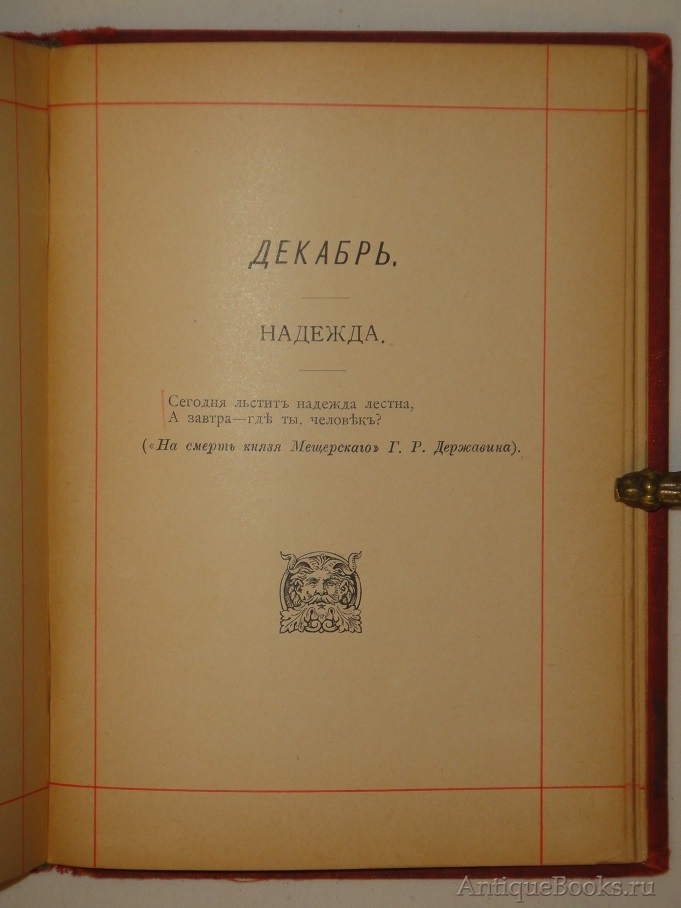 ДЕКАБРЬ.
НАДЕЖДА.
Сегодня льститъ надежда лестна,
А завтра—гдѣ ты, человѣкъ?
(«На смерть князя Мещерскаго» Г. Р. Державина).
AntiqueBooks.ru